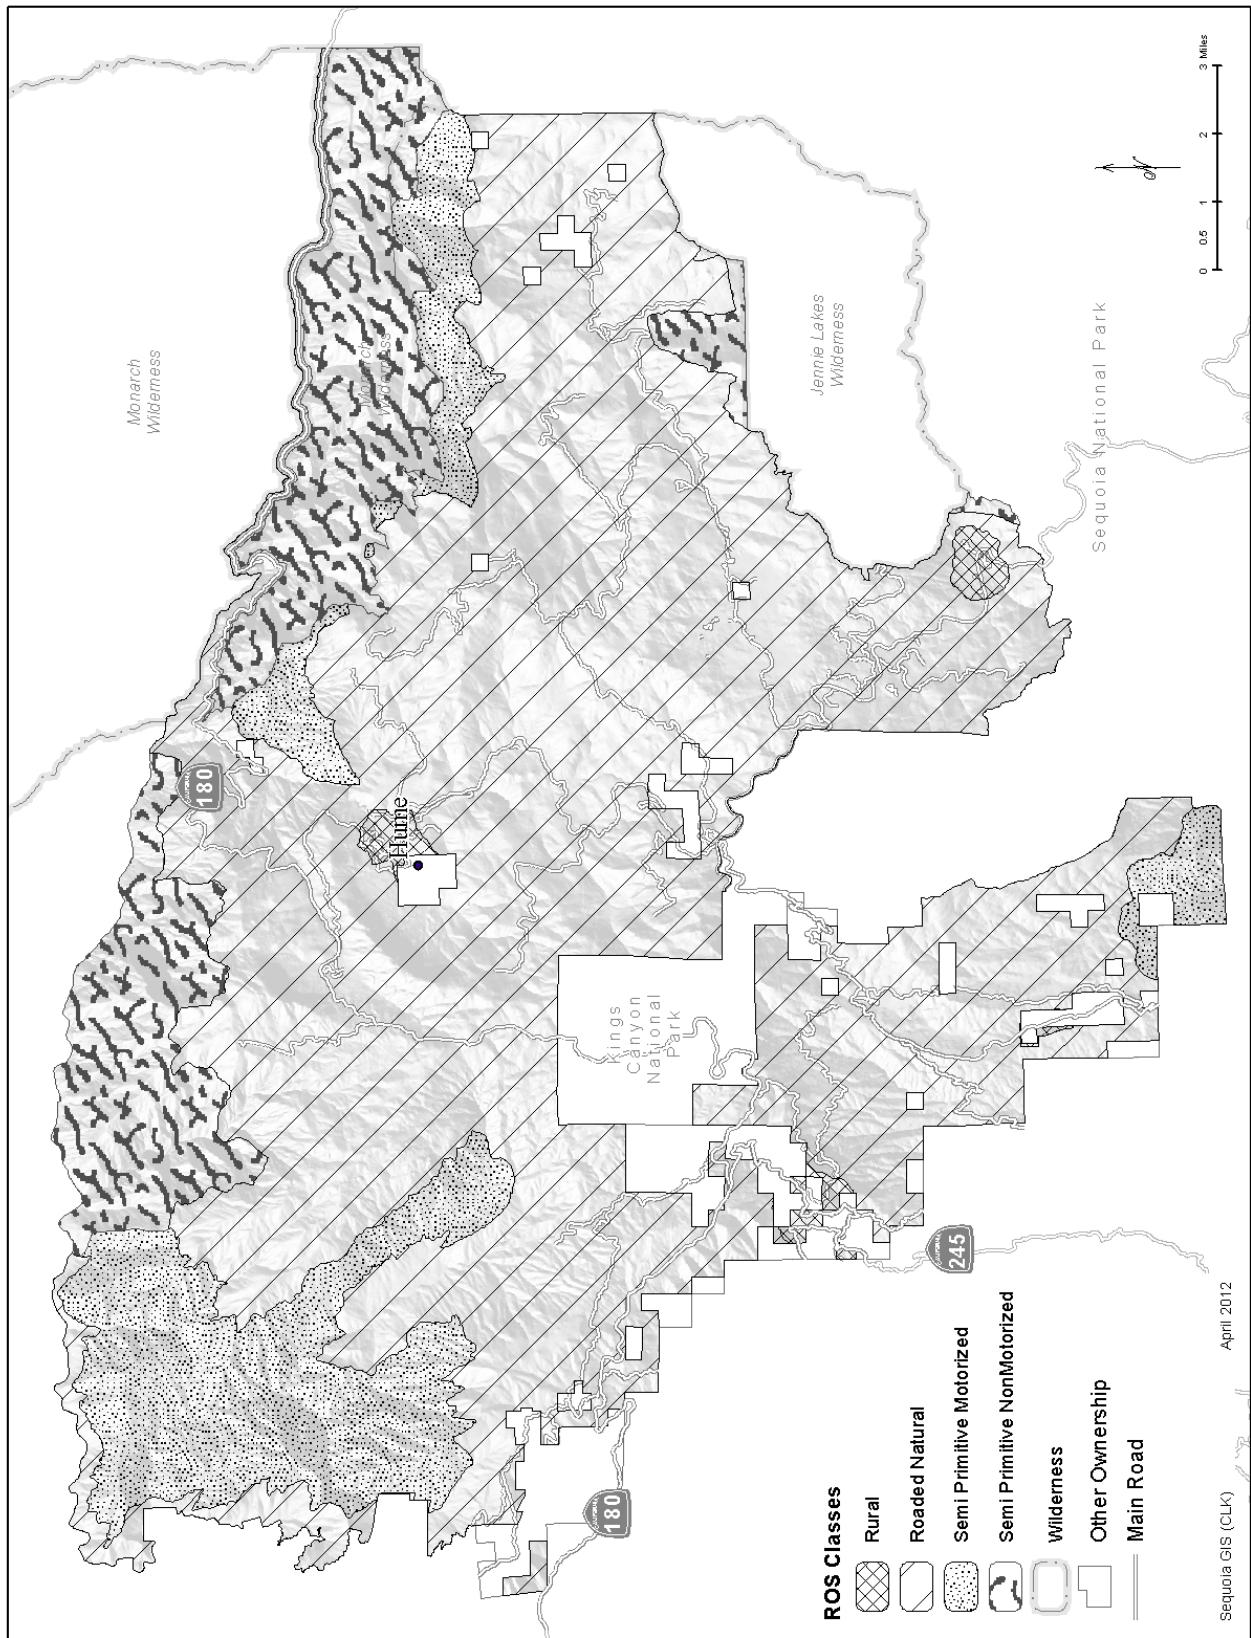 Monarch
Wilderness
Monarch
Wilderness
180
Hume
Jennie Lakes
Wilderness
Sequoia National Park
Kings
Canyon
National
Park
245
180
0 0.5 1 2 3 Miles
ROS Classes
Rural
Roaded Natural
Semi Primitive Motorized
Semi Primitive NonMotorized
Wilderness
Other Ownership
Main Road
Sequoia GIS (CLK) April 2012